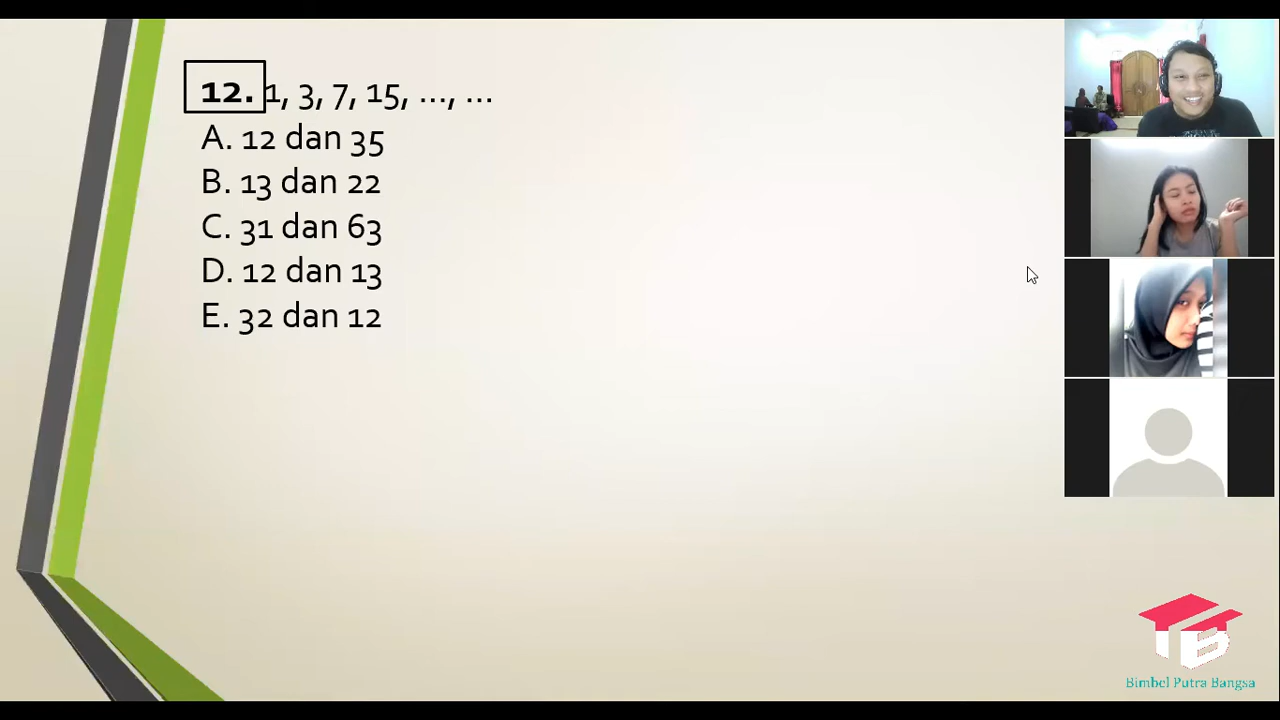 12. 1, 3, 7, 15, ..., ...
A. 12 dan 35
B. 13 dan 22
C. 31 dan 63
D. 12 dan 13
E. 32 dan 12
TB
Bimbel Putra Bangsa